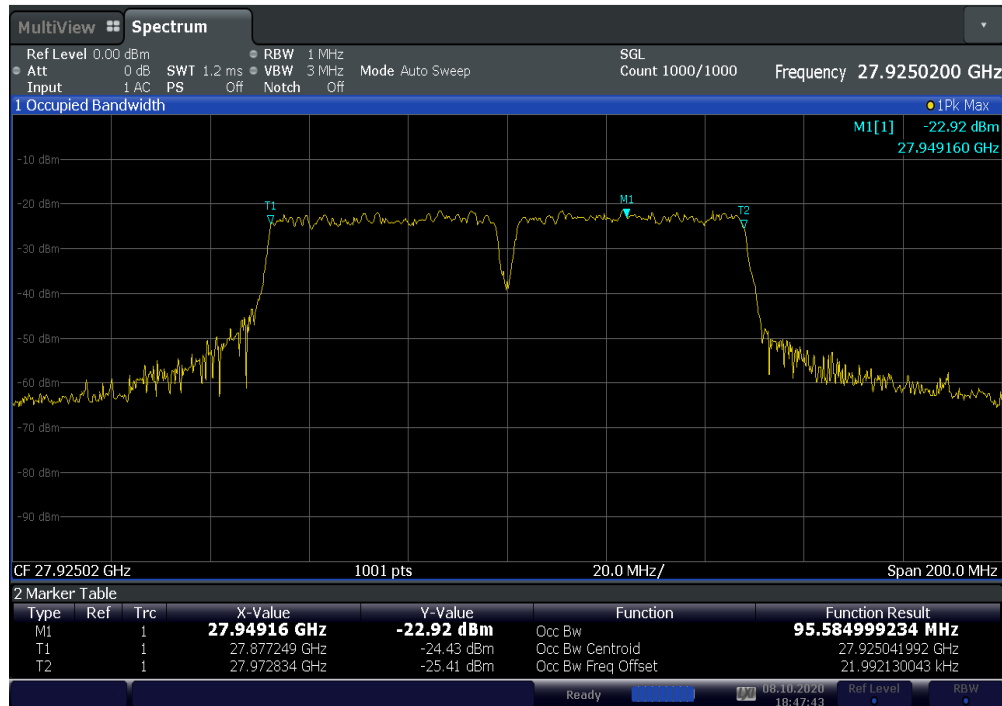 MultiView Spectrum
Ref Level 0.00 dBm RBW 1 MHz SGL
Att 0 dB SWT 1.2 ms VBW 3 MHz Mode Auto Sweep Count 1000/1000 Frequency 27.9250200 GHz
Input 1 AC PS Off Notch Off
1 Occupied Bandwidth 1Pk Max
M1[1] -22.92 dBm
27.949160 GHz
-10 dBm
M1
T1
T2
-20 dBm
-30 dBm
-40 dBm
-50 dBm
-60 dBm
-70 dBm
-80 dBm
-90 dBm
CF 27.92502 GHz 1001 pts 20.0 MHz/ Span 200.0 MHz
2 Marker Table
Type Ref Trc X-Value Y-Value Function Function Result
M1 1 27.94916 GHz -22.92 dBm Occ Bw 95.584999234 MHz
T1 1 27.877249 GHz -24.43 dBm Occ Bw Centroid 27.925041992 GHz
T2 1 27.972834 GHz -25.41 dBm Occ Bw Freq Offset 21.992130043 kHz
Ready 08.10.2020 Ref Level RBW
18:47:43